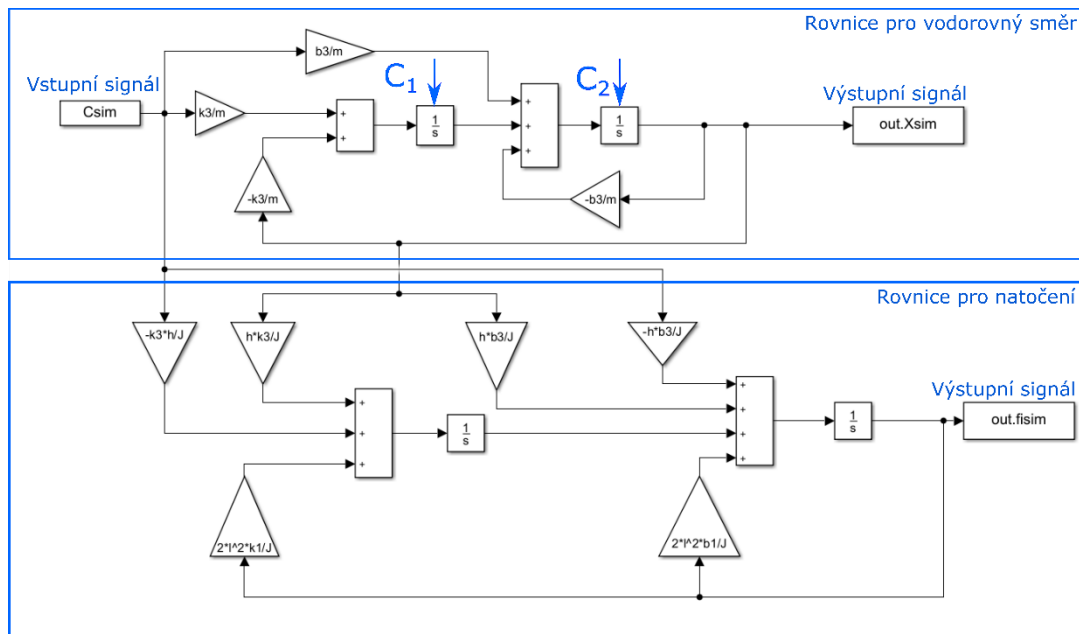 Rovnice pro vodorovný směr
b3/m
Vstupní signál
C1
C2
Výstupní signál
Csim
k3/m
+
+
1
s
+
+
+
1
s
out.Xsim
-k3/m
-b3/m
Rovnice pro natočení
-k3*h/J
h*k3/J
h*b3/J
-h*b3/J
Výstupní signál
+
+
+
1
s
+
+
+
+
1
s
out.fisim
2*l^2*k1/J
2*l^2*b1/J